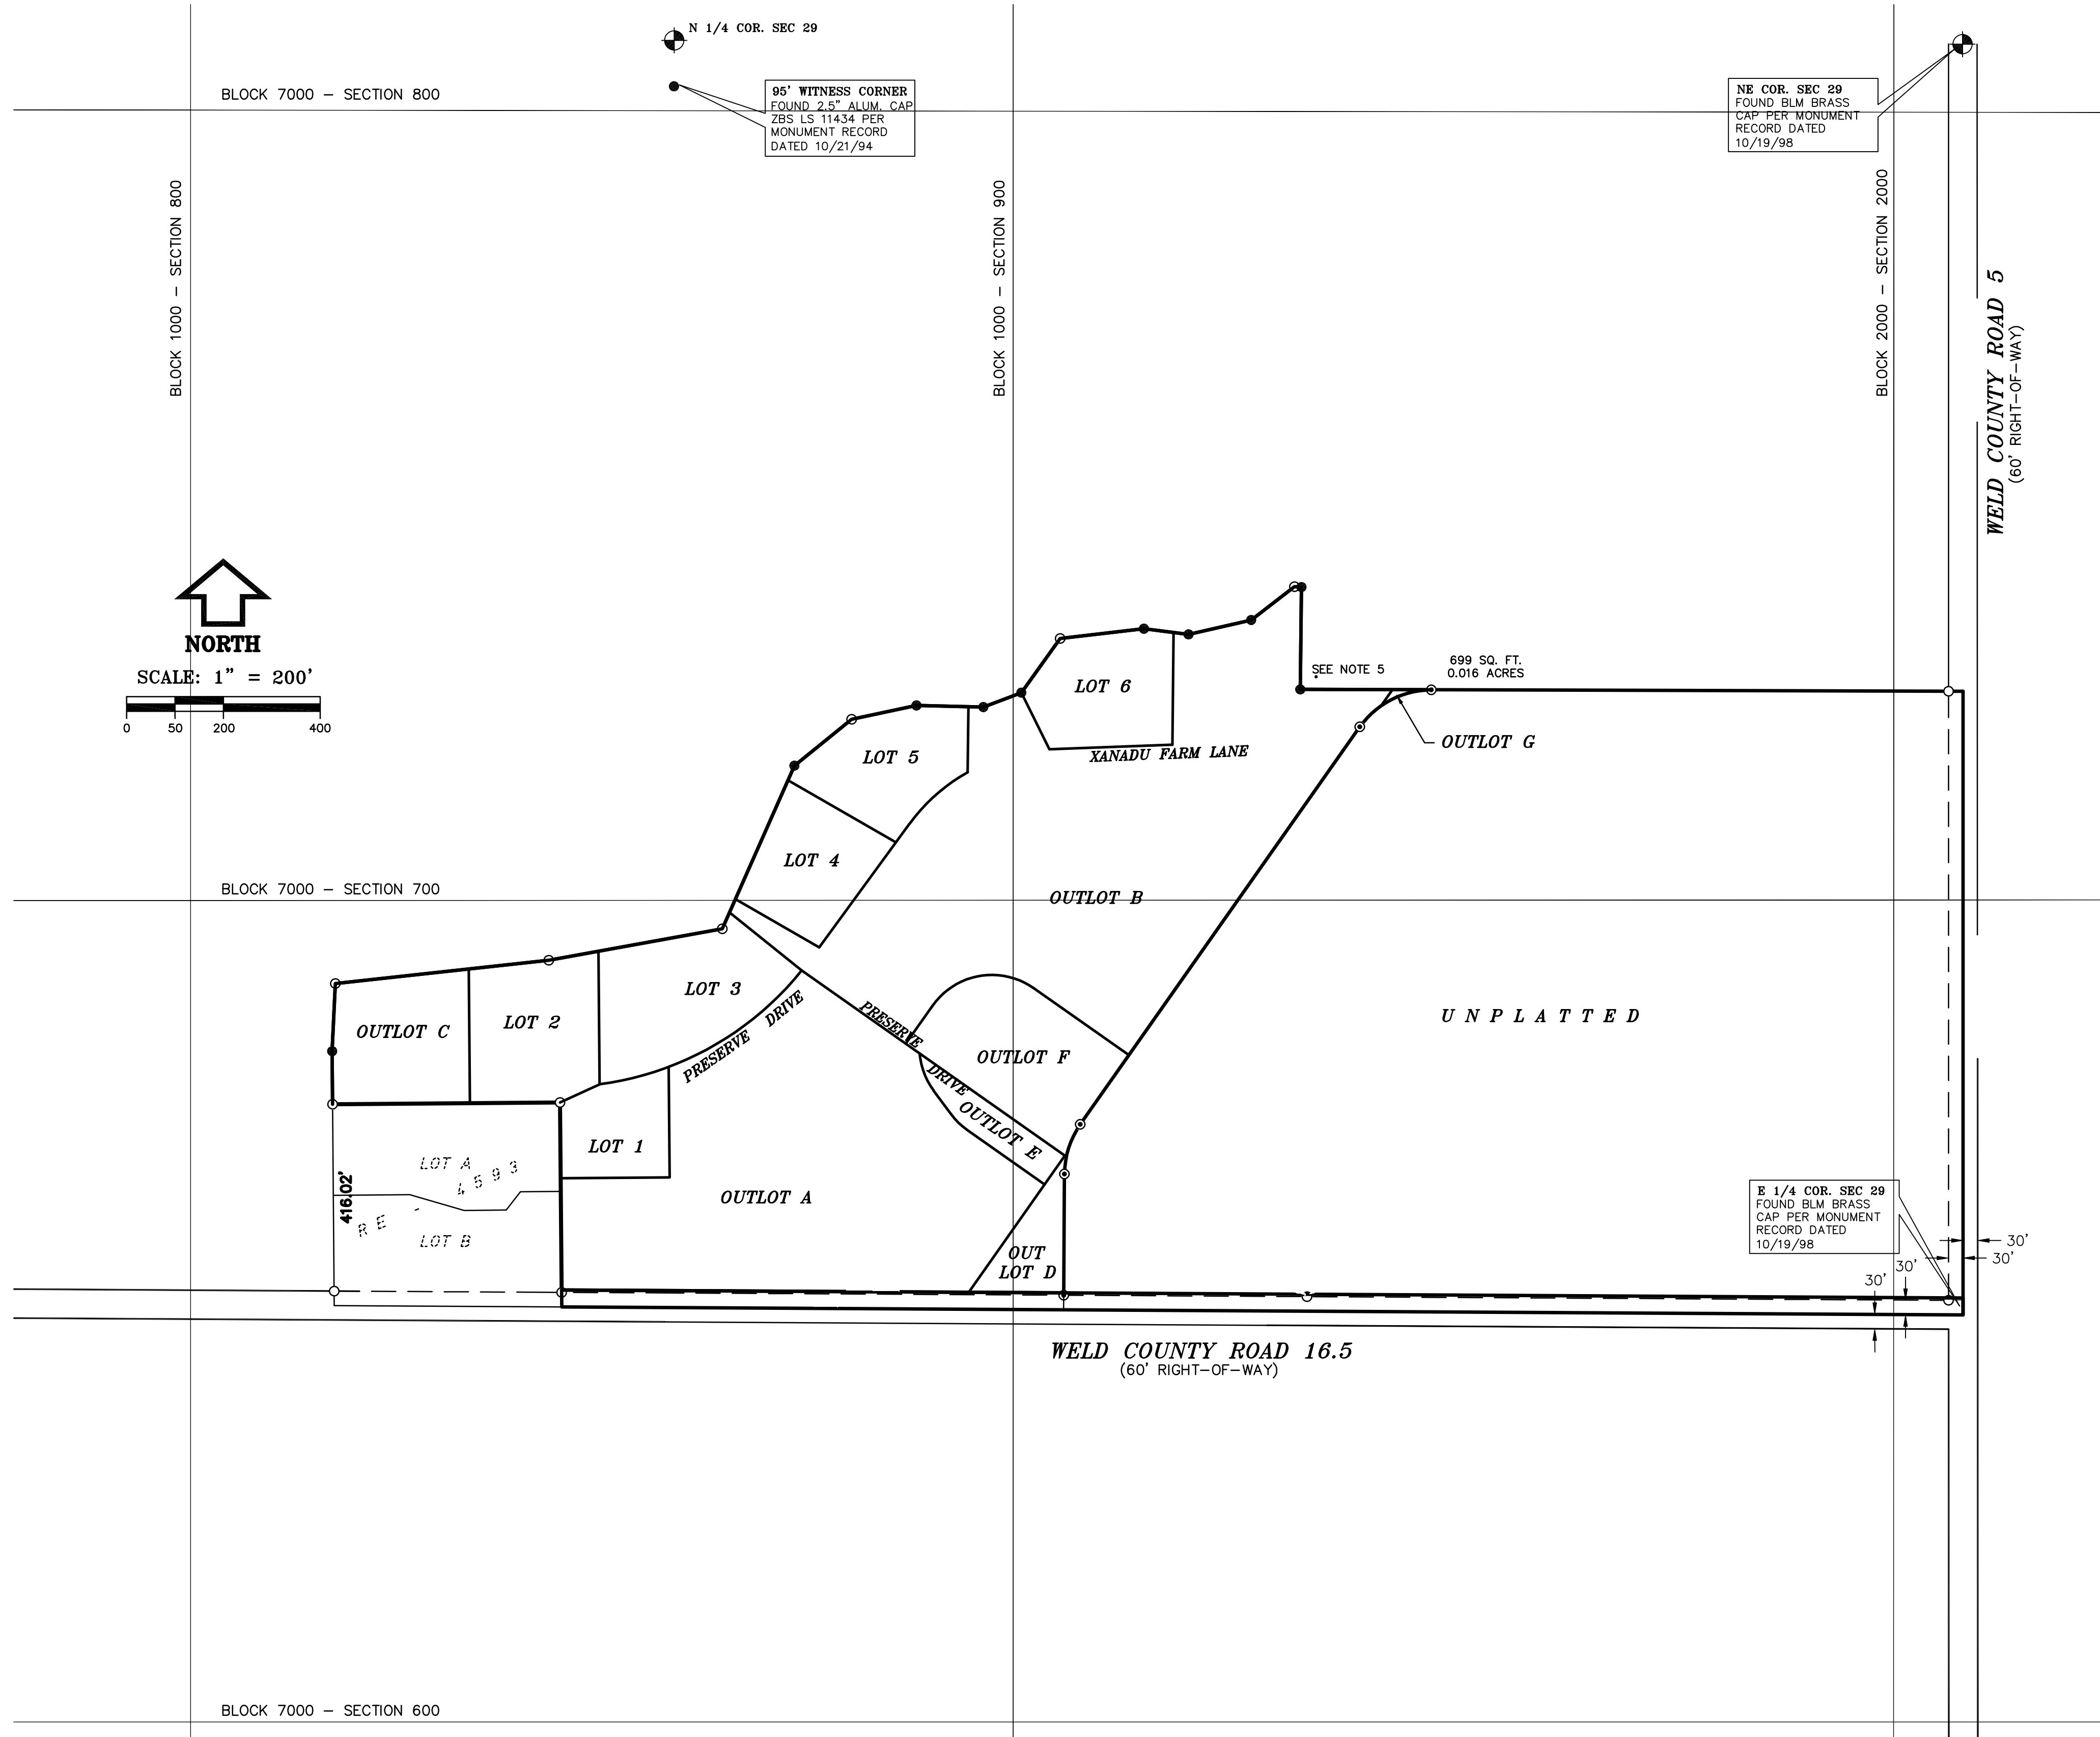 N 1/4 COR. SEC 29
BLOCK 7000 – SECTION 800
95' WITNESS CORNER
FOUND 2.5" ALUM. CAP
ZBS LS 11434 PER
MONUMENT RECORD
DATED 10/21/94
NE COR. SEC 29
FOUND BLM BRASS
CAP PER MONUMENT
RECORD DATED
10/19/98
BLOCK 1000 – SECTION 800
BLOCK 1000 – SECTION 900
BLOCK 2000 – SECTION 2000
WELD COUNTY ROAD 5
(60' RIGHT–OF–WAY)
NORTH
SCALE: 1" = 200'
0 50 200 400
SEE NOTE 5
699 SQ. FT.
0.016 ACRES
LOT 6
OUTLOT G
XANADU FARM LANE
LOT 5
LOT 4
BLOCK 7000 – SECTION 700
OUTLOT B
LOT 3
LOT 2
OUTLOT C
PRESERVE DRIVE
PRESERVE DRIVE
UNPLATTED
OUTLOT F
OUTLOT E
LOT 1
LOT A
RE - 4593
416.02'
LOT B
OUTLOT A
OUT
LOT D
E 1/4 COR. SEC 29
FOUND BLM BRASS
CAP PER MONUMENT
RECORD DATED
10/19/98
30'
30'
30'
30'
WELD COUNTY ROAD 16.5
(60' RIGHT–OF–WAY)
BLOCK 7000 – SECTION 600